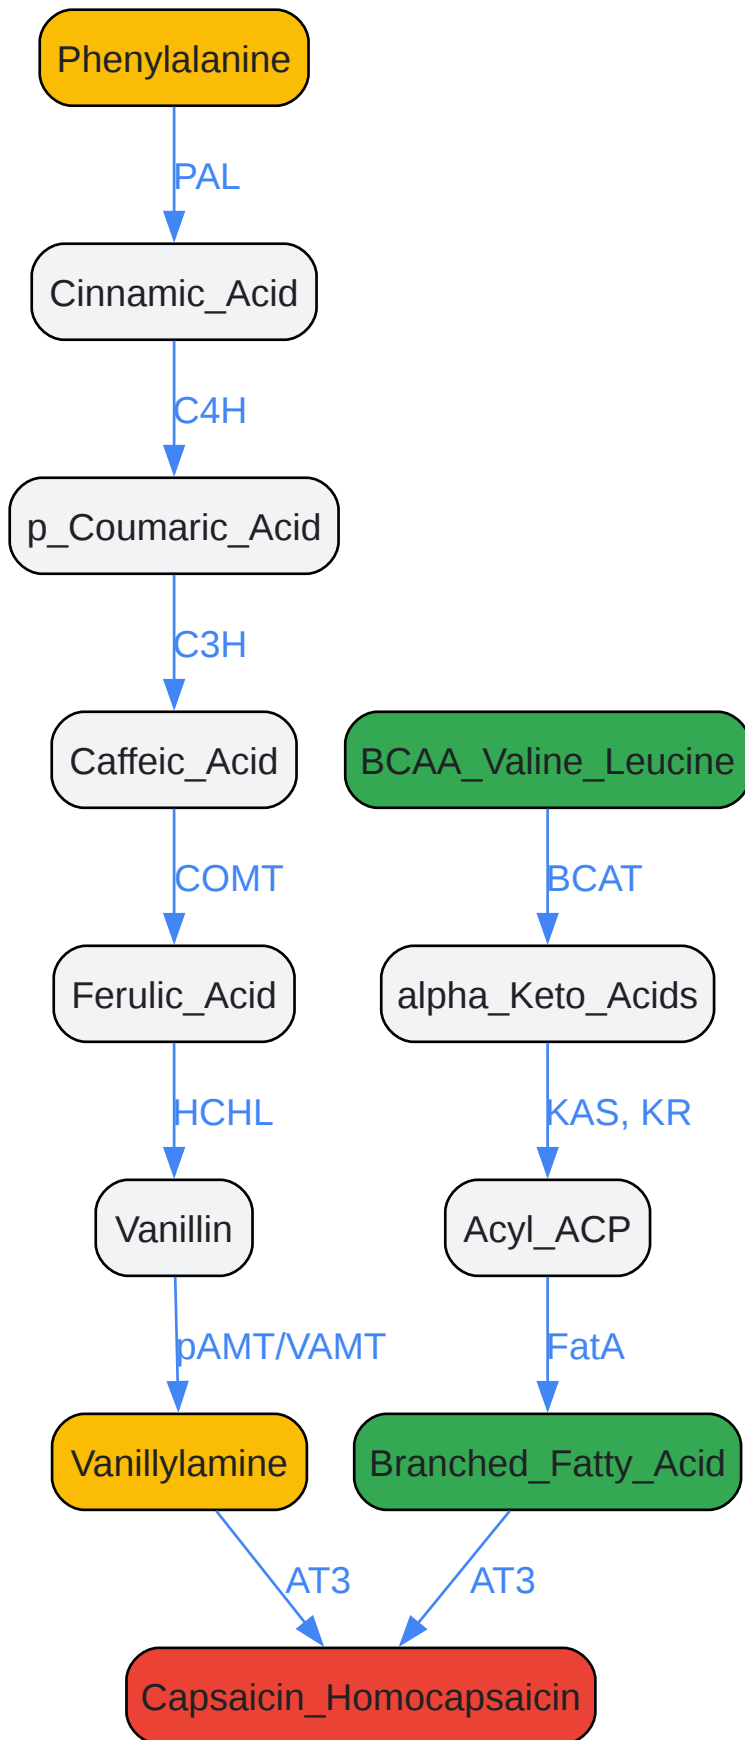 Phenylalanine
PAL
Cinnamic_Acid
C4H
p_Coumaric_Acid
C3H
Caffeic_Acid
BCAA_Valine_Leucine
COMT
BCAT
Ferulic_Acid
alpha_Keto_Acids
HCHL
KAS, KR
Vanillin
Acyl_ACP
pAMT/VAMT
FatA
Vanillylamine
Branched_Fatty_Acid
AT3
AT3
Capsaicin_Homocapsaicin